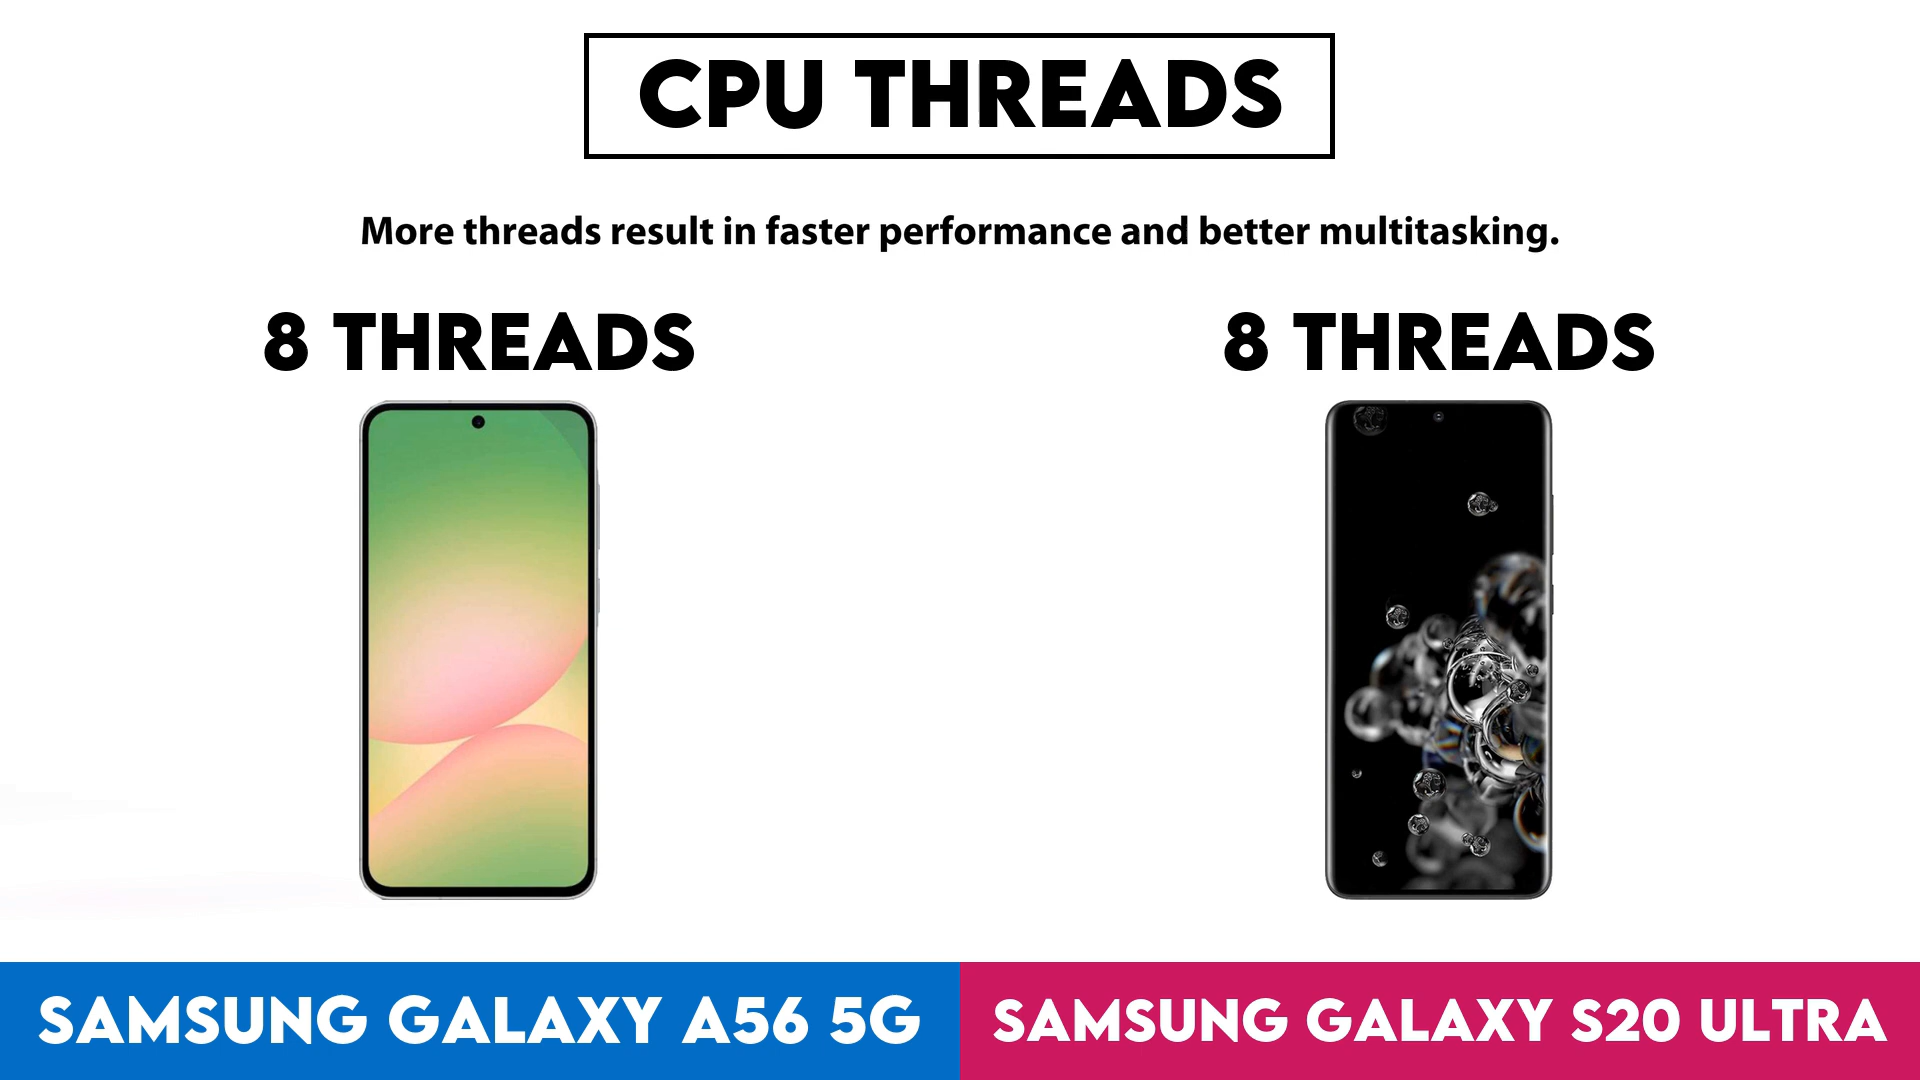 CPU THREADS
More threads result in faster performance and better multitasking.
8 THREADS
8 THREADS
SAMSUNG GALAXY A56 5G
SAMSUNG GALAXY S20 ULTRA